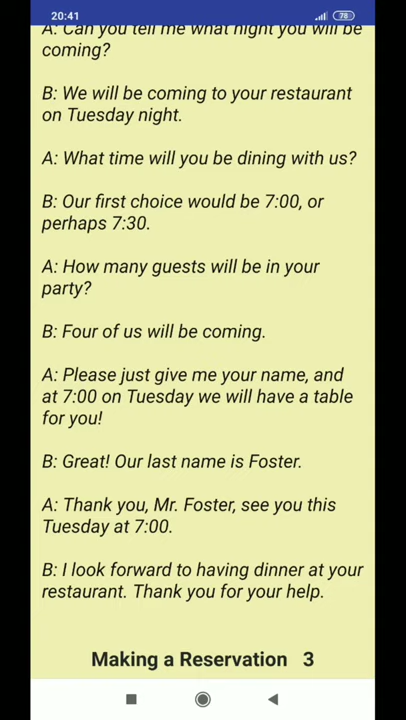 20:41
78
A: Can you tell me what night you will be
coming?
B: We will be coming to your restaurant
on Tuesday night.
A: What time will you be dining with us?
B: Our first choice would be 7:00, or
perhaps 7:30.
A: How many guests will be in your
party?
B: Four of us will be coming.
A: Please just give me your name, and
at 7:00 on Tuesday we will have a table
for you!
B: Great! Our last name is Foster.
A: Thank you, Mr. Foster, see you this
Tuesday at 7:00.
B: I look forward to having dinner at your
restaurant. Thank you for your help.
Making a Reservation 3